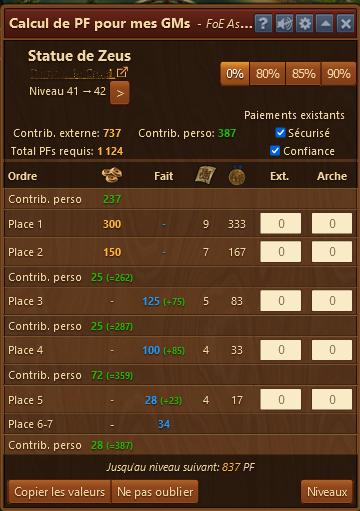 Calcul de PF pour mes GMs - FoE As...
Statue de Zeus
Niveau 41 → 42 >
0% 80% 85% 90%
Paiements existants
Contrib. externe: 737 Contrib. perso: 387 Sécurisé
Total PFs requis: 1 124 Confiance
Ordre Fait Ext. Arche
Contrib. perso 237
Place 1 300 - 9 333 0 0
Place 2 150 - 7 167 0 0
Contrib. perso 25 (=262)
Place 3 - 125 (+75) 5 83 0 0
Contrib. perso 25 (=287)
Place 4 - 100 (+85) 4 33 0 0
Contrib. perso 72 (=359)
Place 5 - 28 (+23) 4 17 0 0
Place 6-7 - 34
Contrib. perso 28 (=387)
Jusqu'au niveau suivant: 837 PF
Copier les valeurs Ne pas oublier Niveaux